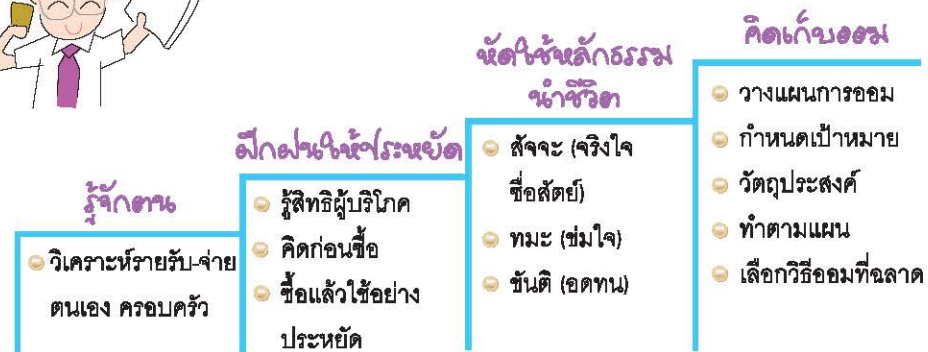 รู้จักตน
วิเคราะห์รายรับ-จ่าย
ตนเอง ครอบครัว
ฝึกฝนให้ประหยัด
รู้สิทธิผู้บริโภค
คิดก่อนซื้อ
ซื้อแล้วใช้อย่าง
ประหยัด
หัดใช้หลักธรรม
นำชีวิต
สัจจะ (จริงใจ
ซื่อสัตย์)
ทมะ (ข่มใจ)
ขันติ (อดทน)
คิดเก็บออม
วางแผนการออม
กำหนดเป้าหมาย
วัตถุประสงค์
ทำตามแผน
เลือกวิธีออมที่ฉลาด